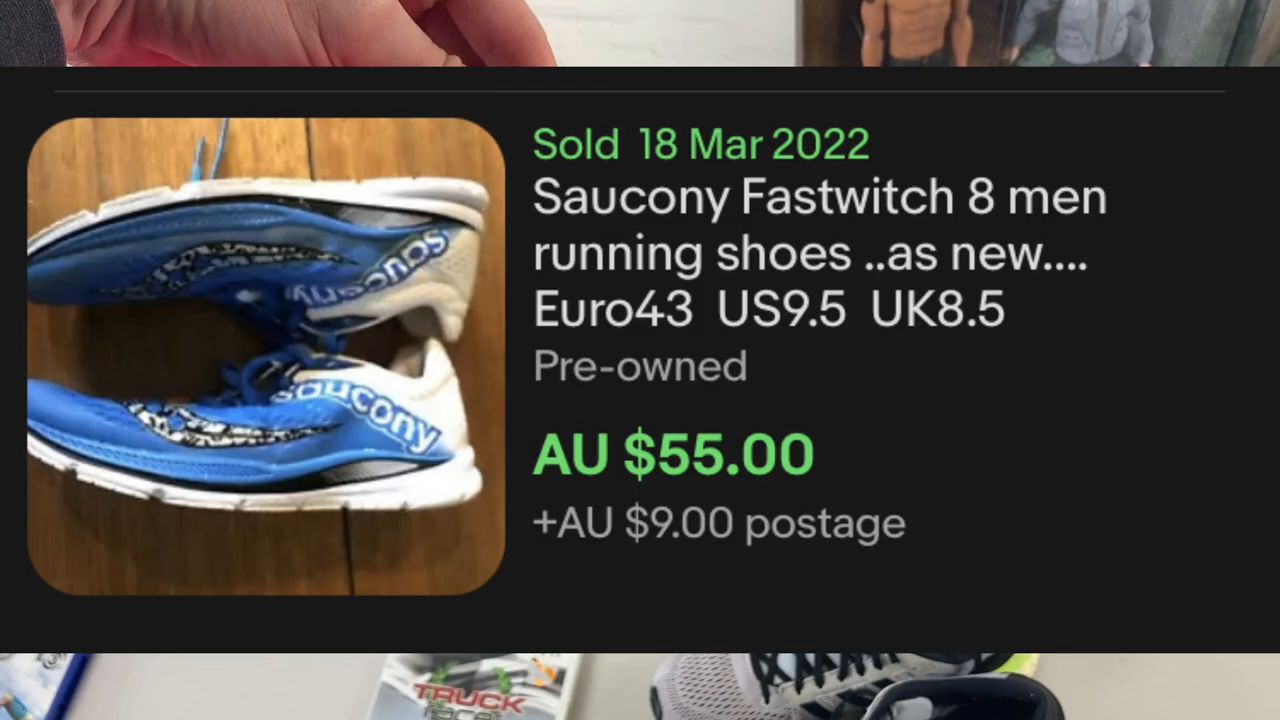 Sold 18 Mar 2022
Saucony Fastwitch 8 men
running shoes ..as new....
Euro43 US9.5 UK8.5
Pre-owned
AU $55.00
+AU $9.00 postage
saucony
saucony
TRUCK